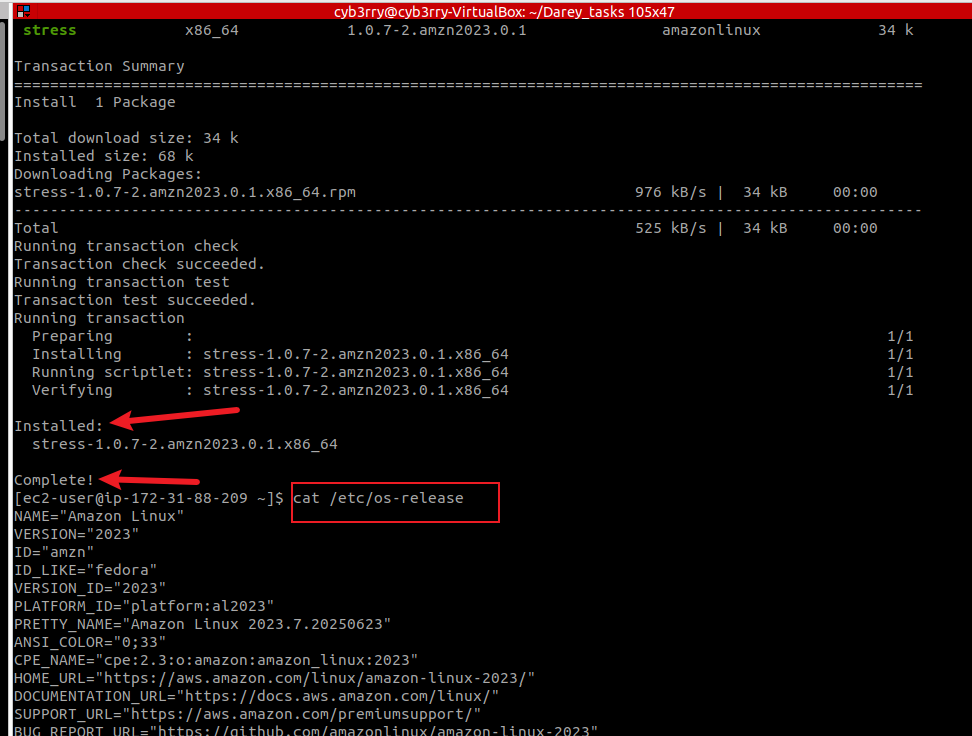 cyb3rry@cyb3rry-VirtualBox: ~/Darey_tasks 105x47
stress x86_64 1.0.7-2.amzn2023.0.1 amazonlinux 34 k
Transaction Summary
=====================================================================================================
Install  1 Package
Total download size: 34 k
Installed size: 68 k
Downloading Packages:
stress-1.0.7-2.amzn2023.0.1.x86_64.rpm 976 kB/s | 34 kB 00:00
-----------------------------------------------------------------------------------------------------
Total 525 kB/s | 34 kB 00:00
Running transaction check
Transaction check succeeded.
Running transaction test
Transaction test succeeded.
Running transaction
Preparing : 1/1
Installing : stress-1.0.7-2.amzn2023.0.1.x86_64 1/1
Running scriptlet: stress-1.0.7-2.amzn2023.0.1.x86_64 1/1
Verifying : stress-1.0.7-2.amzn2023.0.1.x86_64 1/1
Installed:
stress-1.0.7-2.amzn2023.0.1.x86_64
Complete!
[ec2-user@ip-172-31-88-209 ~]$ cat /etc/os-release
NAME="Amazon Linux"
VERSION="2023"
ID="amzn"
ID_LIKE="fedora"
VERSION_ID="2023"
PLATFORM_ID="platform:al2023"
PRETTY_NAME="Amazon Linux 2023.7.20250623"
ANSI_COLOR="0;33"
CPE_NAME="cpe:2.3:o:amazon:amazon_linux:2023"
HOME_URL="https://aws.amazon.com/linux/amazon-linux-2023/"
DOCUMENTATION_URL="https://docs.aws.amazon.com/linux/"
SUPPORT_URL="https://aws.amazon.com/premiumsupport/"
BUG_REPORT_URL="https://github.com/amazonlinux/amazon-linux-2023"